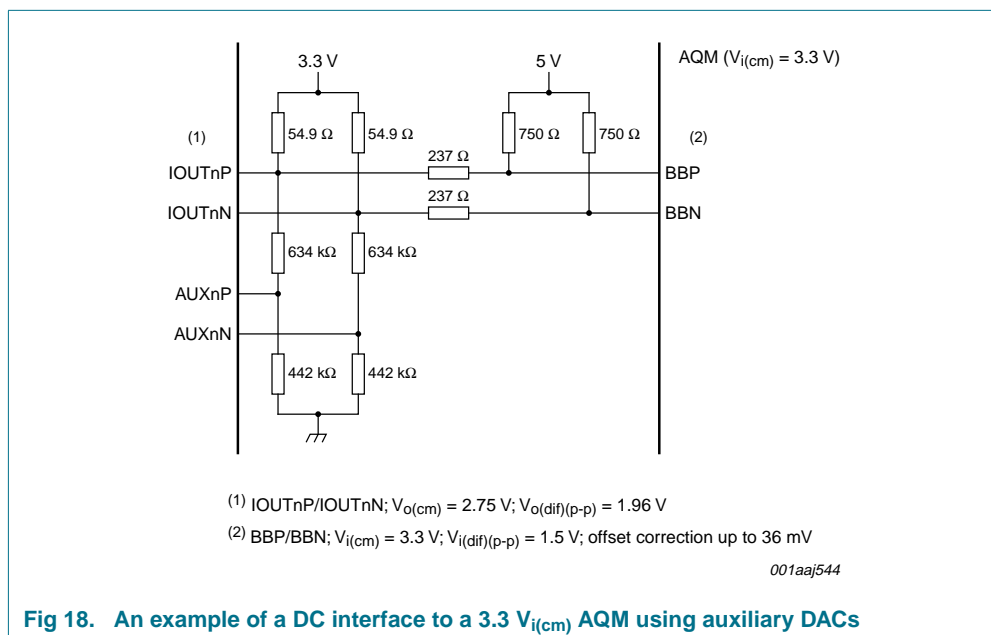 3.3 V
5 V
AQM (Vi(cm) = 3.3 V)
(1)
54.9 Ω
54.9 Ω
750 Ω
750 Ω
(2)
237 Ω
IOUTnP
BBP
237 Ω
IOUTnN
BBN
634 kΩ
634 kΩ
AUXnP
AUXnN
442 kΩ
442 kΩ
(1) IOUTnP/IOUTnN; Vo(cm) = 2.75 V; Vo(dif)(p-p) = 1.96 V
(2) BBP/BBN; Vi(cm) = 3.3 V; Vi(dif)(p-p) = 1.5 V; offset correction up to 36 mV
001aaj544
Fig 18. An example of a DC interface to a 3.3 Vi(cm) AQM using auxiliary DACs